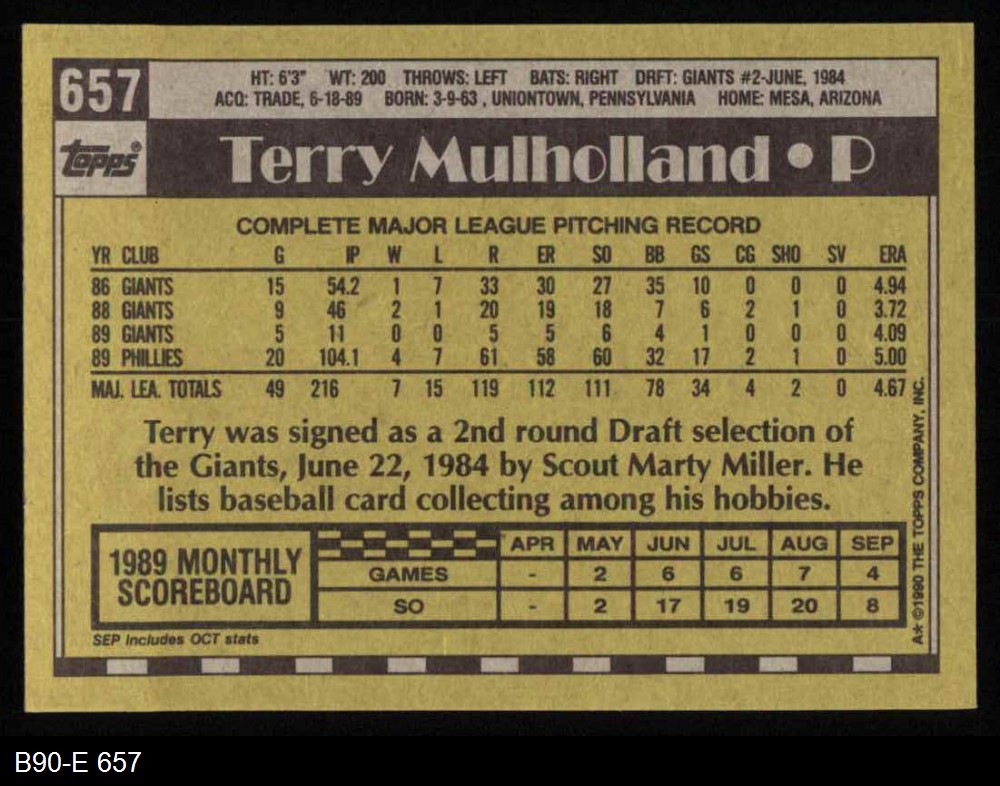 657
HT: 6'3" WT: 200 THROWS: LEFT BATS: RIGHT DRFT: GIANTS #2-JUNE, 1984
ACQ: TRADE, 6-18-89 BORN: 3-9-63 , UNIONTOWN, PENNSYLVANIA HOME: MESA, ARIZONA
topps®
Terry Mulholland • P
COMPLETE MAJOR LEAGUE PITCHING RECORD
YR CLUB G IP W L R ER SO BB GS CG SHO SV ERA
86 GIANTS 15 54.2 1 7 33 30 27 35 10 0 0 0 4.94
88 GIANTS 9 46 2 1 20 19 18 7 6 2 1 0 3.72
89 GIANTS 5 11 0 0 5 5 6 4 1 0 0 0 4.09
89 PHILLIES 20 104.1 4 7 61 58 60 32 17 2 1 0 5.00
MAJ. LEA. TOTALS 49 216 7 15 119 112 111 78 34 4 2 0 4.67
Terry was signed as a 2nd round Draft selection of
the Giants, June 22, 1984 by Scout Marty Miller. He
lists baseball card collecting among his hobbies.
1989 MONTHLY
SCOREBOARD
APR MAY JUN JUL AUG SEP
GAMES - 2 6 6 7 4
SO - 2 17 19 20 8
SEP Includes OCT stats
A* ©1990 THE TOPPS COMPANY, INC.
B90-E 657